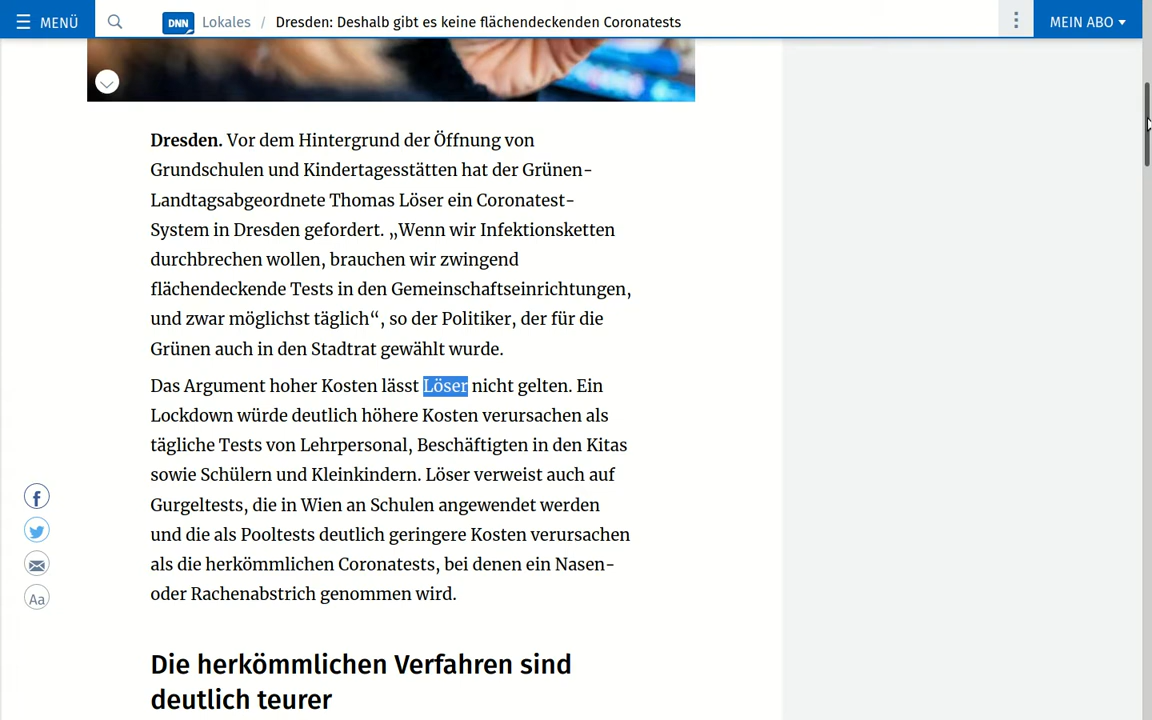 MENÜ
DNN
Lokales / Dresden: Deshalb gibt es keine flächendeckenden Coronatests
MEIN ABO
Dresden. Vor dem Hintergrund der Öffnung von
Grundschulen und Kindertagesstätten hat der Grünen-
Landtagsabgeordnete Thomas Löser ein Coronatest-
System in Dresden gefordert. „Wenn wir Infektionsketten
durchbrechen wollen, brauchen wir zwingend
flächendeckende Tests in den Gemeinschaftseinrichtungen,
und zwar möglichst täglich“, so der Politiker, der für die
Grünen auch in den Stadtrat gewählt wurde.
Das Argument hoher Kosten lässt Löser nicht gelten. Ein
Lockdown würde deutlich höhere Kosten verursachen als
tägliche Tests von Lehrpersonal, Beschäftigten in den Kitas
sowie Schülern und Kleinkindern. Löser verweist auch auf
Gurgeltests, die in Wien an Schulen angewendet werden
und die als Pooltests deutlich geringere Kosten verursachen
als die herkömmlichen Coronatests, bei denen ein Nasen-
oder Rachenabstrich genommen wird.
Aa
Die herkömmlichen Verfahren sind
deutlich teurer